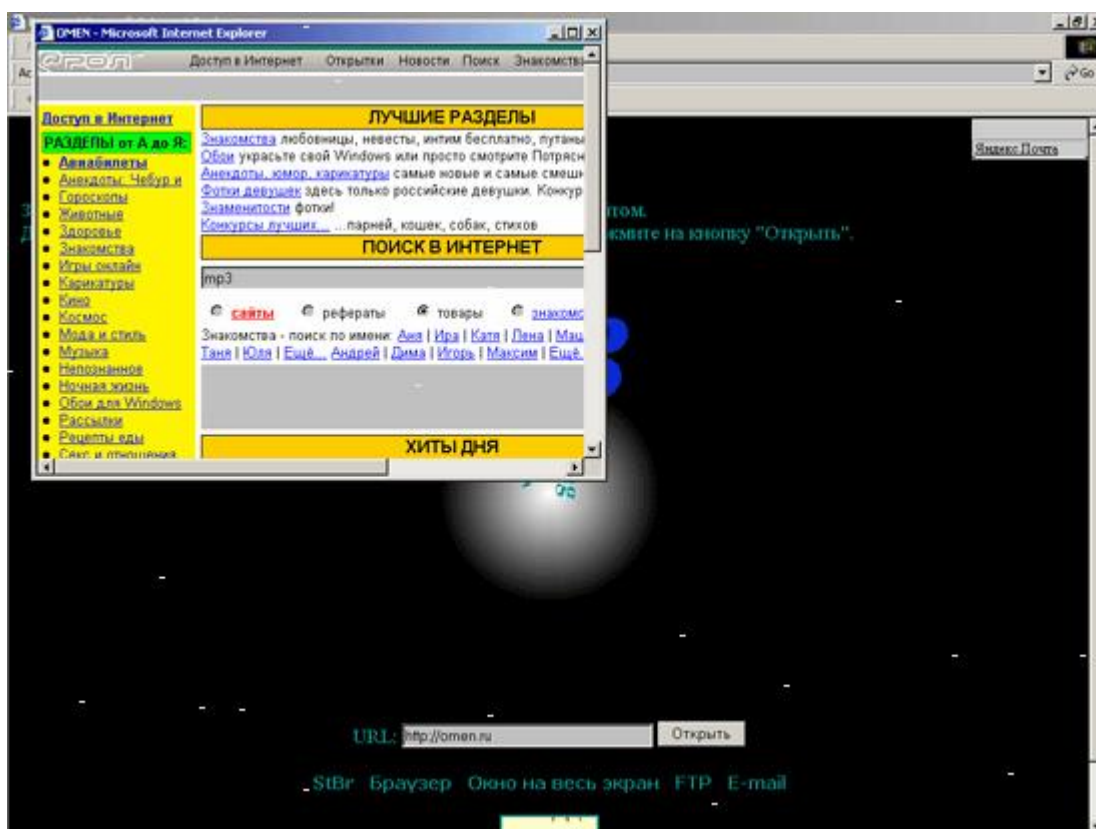 OMEN - Microsoft Internet Explorer
Доступ в Интернет Открытки Новости Поиск Знакомства
Доступ в Интернет
РАЗДЕЛЫ от А до Я:
Авиабилеты
Анекдоты, Чебур и
Гороскопы
Животные
Здоровье
Знакомства
Игры онлайн
Карикатуры
Кино
Космос
Мода и стиль
Музыка
Непознанное
Ночная жизнь
Обои для Windows
Рассылки
Рецепты еды
Секс и отношения
ЛУЧШИЕ РАЗДЕЛЫ
Знакомства любовницы, невесты, интим бесплатно, путаны
Обои украсьте свой Windows или просто смотрите Потрясн
Анекдоты, юмор, карикатуры самые новые и самые смешн
Фотки девушек здесь только российские девушки. Конкур
Знаменитости фотки!
Конкурсы лучших... ...парней, кошек, собак, стихов
ПОИСК В ИНТЕРНЕТ
mp3
сайты рефераты товары знакомс
Знакомства - поиск по имени: Аня | Ира | Катя | Лена | Маш
Таня | Юля | Ещё... Андрей | Дима | Игорь | Максим | Ещё.
ХИТЫ ДНЯ
Go
Яндекс.Почта
том.
жмите на кнопку "Открыть".
URL: http://omen.ru Открыть
StBr Браузер Окно на весь экран FTP E-mail